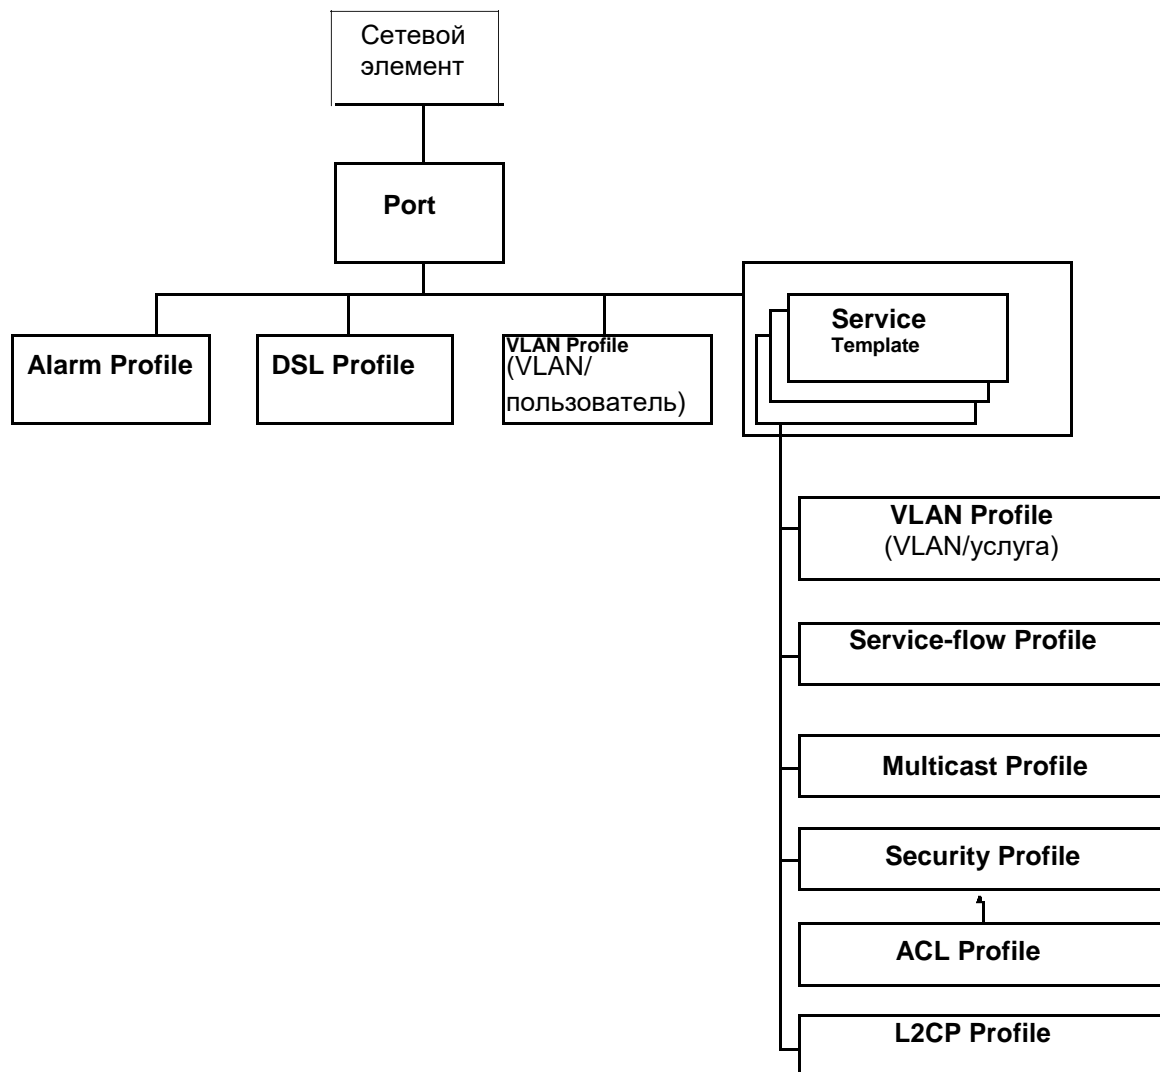 Сетевой
элемент
Port
Alarm Profile
DSL Profile
VLAN Profile
(VLAN/
пользователь)
Service
Template
VLAN Profile
(VLAN/услуга)
Service-flow Profile
Multicast Profile
Security Profile
ACL Profile
L2CP Profile